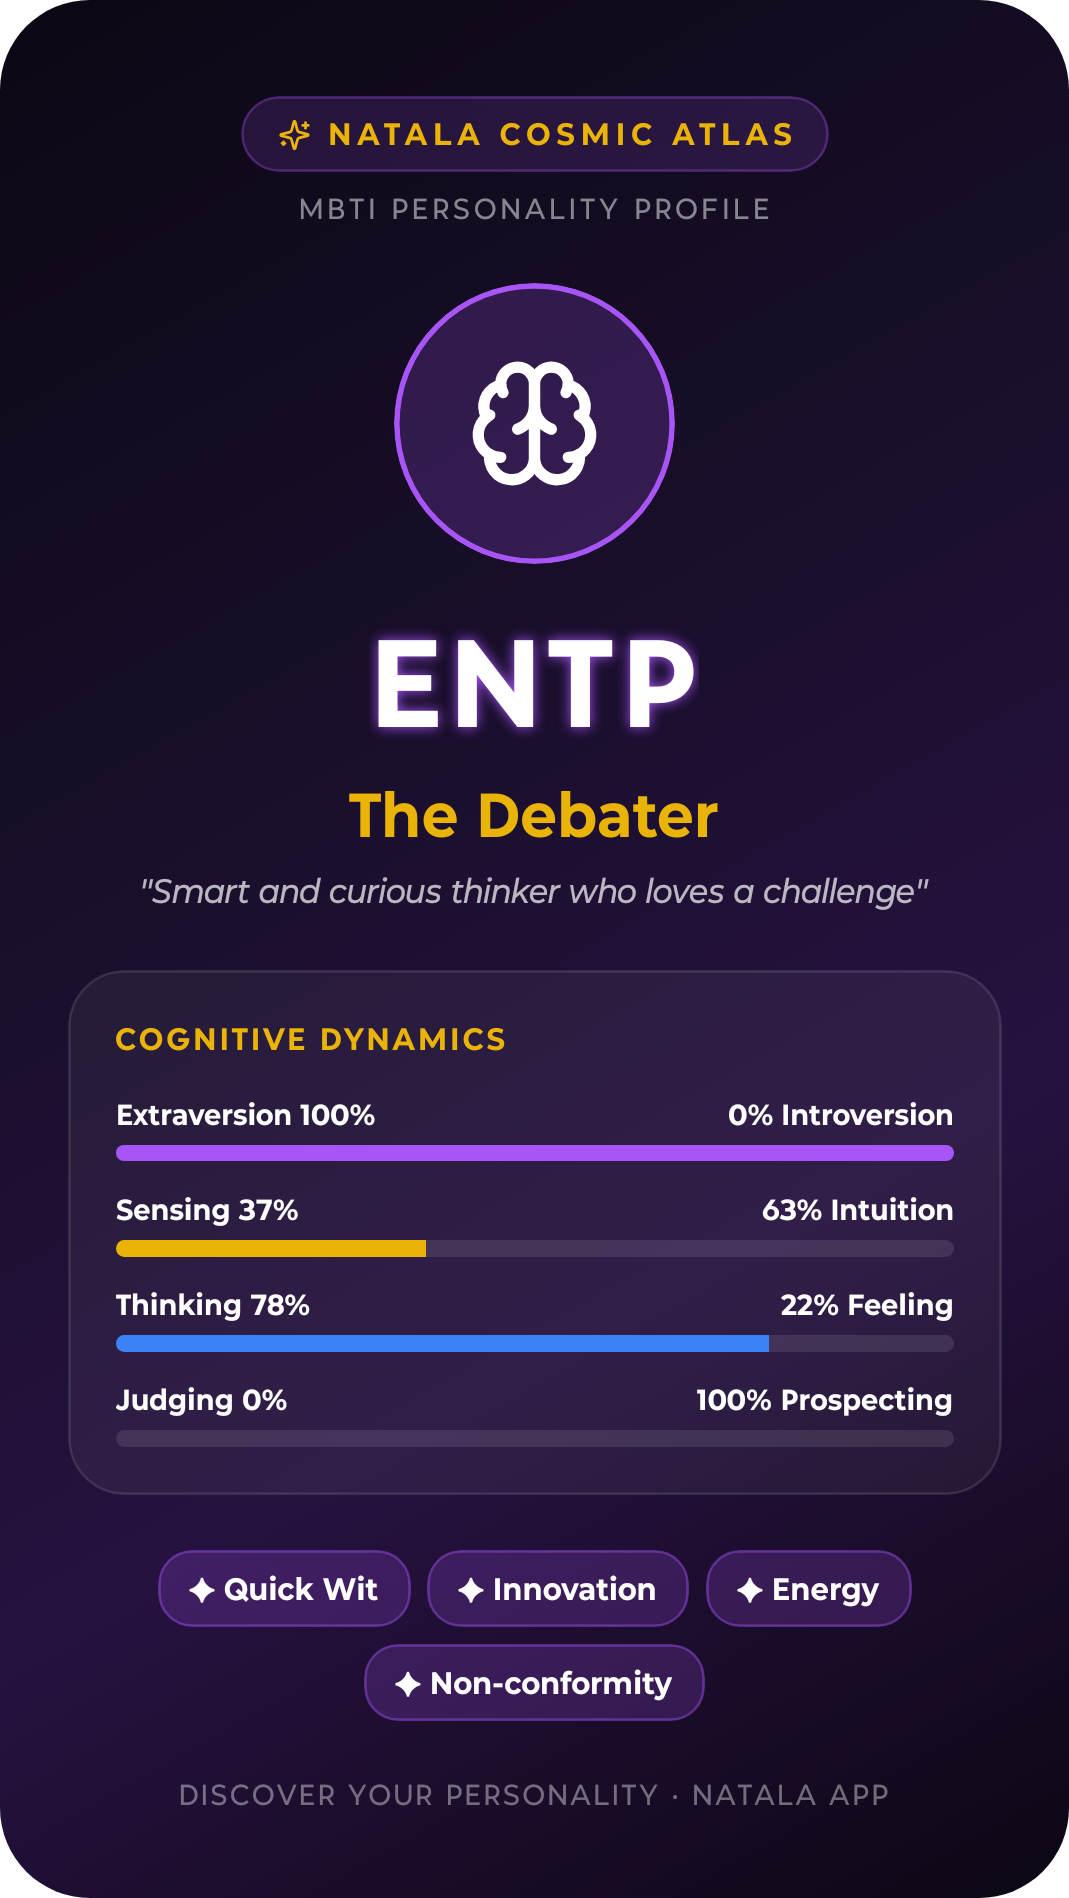 NATALA COSMIC ATLAS
MBTI PERSONALITY PROFILE
ENTP
The Debater
"Smart and curious thinker who loves a challenge"
COGNITIVE DYNAMICS
Extraversion 100% 0% Introversion
Sensing 37% 63% Intuition
Thinking 78% 22% Feeling
Judging 0% 100% Prospecting
✦ Quick Wit ✦ Innovation ✦ Energy
✦ Non-conformity
DISCOVER YOUR PERSONALITY · NATALA APP